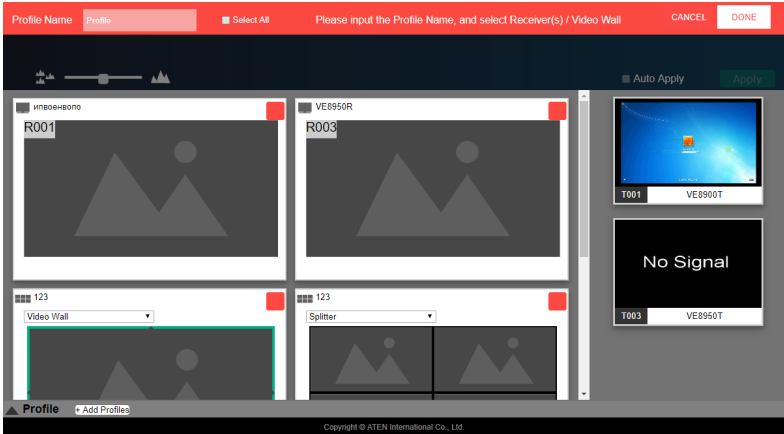 Profile Name Profile Select All Please input the Profile Name, and select Receiver(s) / Video Wall CANCEL DONE
Auto Apply Apply
ипвоенвопо
R001
VE8950R
R003
T001 VE8900T
No Signal
T003 VE8950T
123
Video Wall
123
Splitter
Profile + Add Profiles
Copyright © ATEN International Co., Ltd.